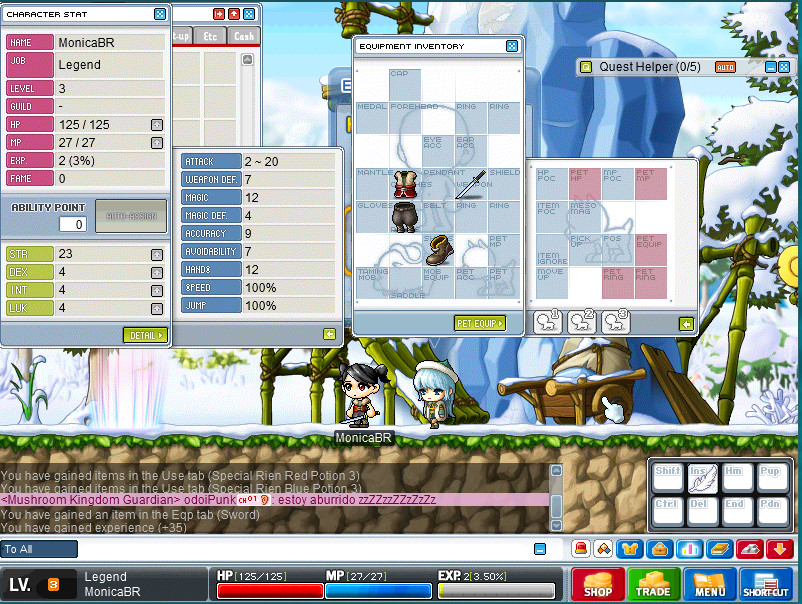 CHARACTER STAT
NAME MonicaBR
JOB Legend
LEVEL 3
GUILD -
HP 125 / 125
MP 27 / 27
EXP. 2 (3%)
FAME 0
ABILITY POINT
0 AUTO-ASSIGN
STR 23
DEX 4
INT 4
LUK 4
DETAIL
Etc Cash
ATTACK 2 ~ 20
WEAPON DEF. 7
MAGIC 12
MAGIC DEF. 4
ACCURACY 9
AVOIDABILITY 7
HANDS 12
SPEED 100%
JUMP 100%
EQUIPMENT INVENTORY
CAP
MEDAL FOREHEAD RING RING
EYE ACC EAR ACC
MANTLE PENDANT SHIELD
WEAPON
GLOVES BELT RING RING
PET MP
TAMING MOB MOB EQUIP PET ACC PET HP
SADDLE
PET EQUIP
HP POC PET HP MP POC PET MP
ITEM POC MESO MAG
PICK UP POS PET EQUIP
ITEM IGNORE
MOVE UP PET RING PET RING
1 2 3
Quest Helper (0/5) AUTO
MonicaBR
You have gained items in the Use tab (Special Rien Red Potion 3)
You have gained items in the Use tab (Special Rien Blue Potion 3)
<Mushroom Kingdom Guardian> odoiPunk CH 01 : estoy aburrido zzZZzzZZzZzZz
You have gained an item in the Eqp tab (Sword)
You have gained experience (+35)
Shift Ins Hm Pup
Ctrl Del End Pdn
To All
LV. 3 Legend
MonicaBR
HP[125/125] MP[27/27] EXP.2[3.50%]
SHOP TRADE MENU SHORT CUT